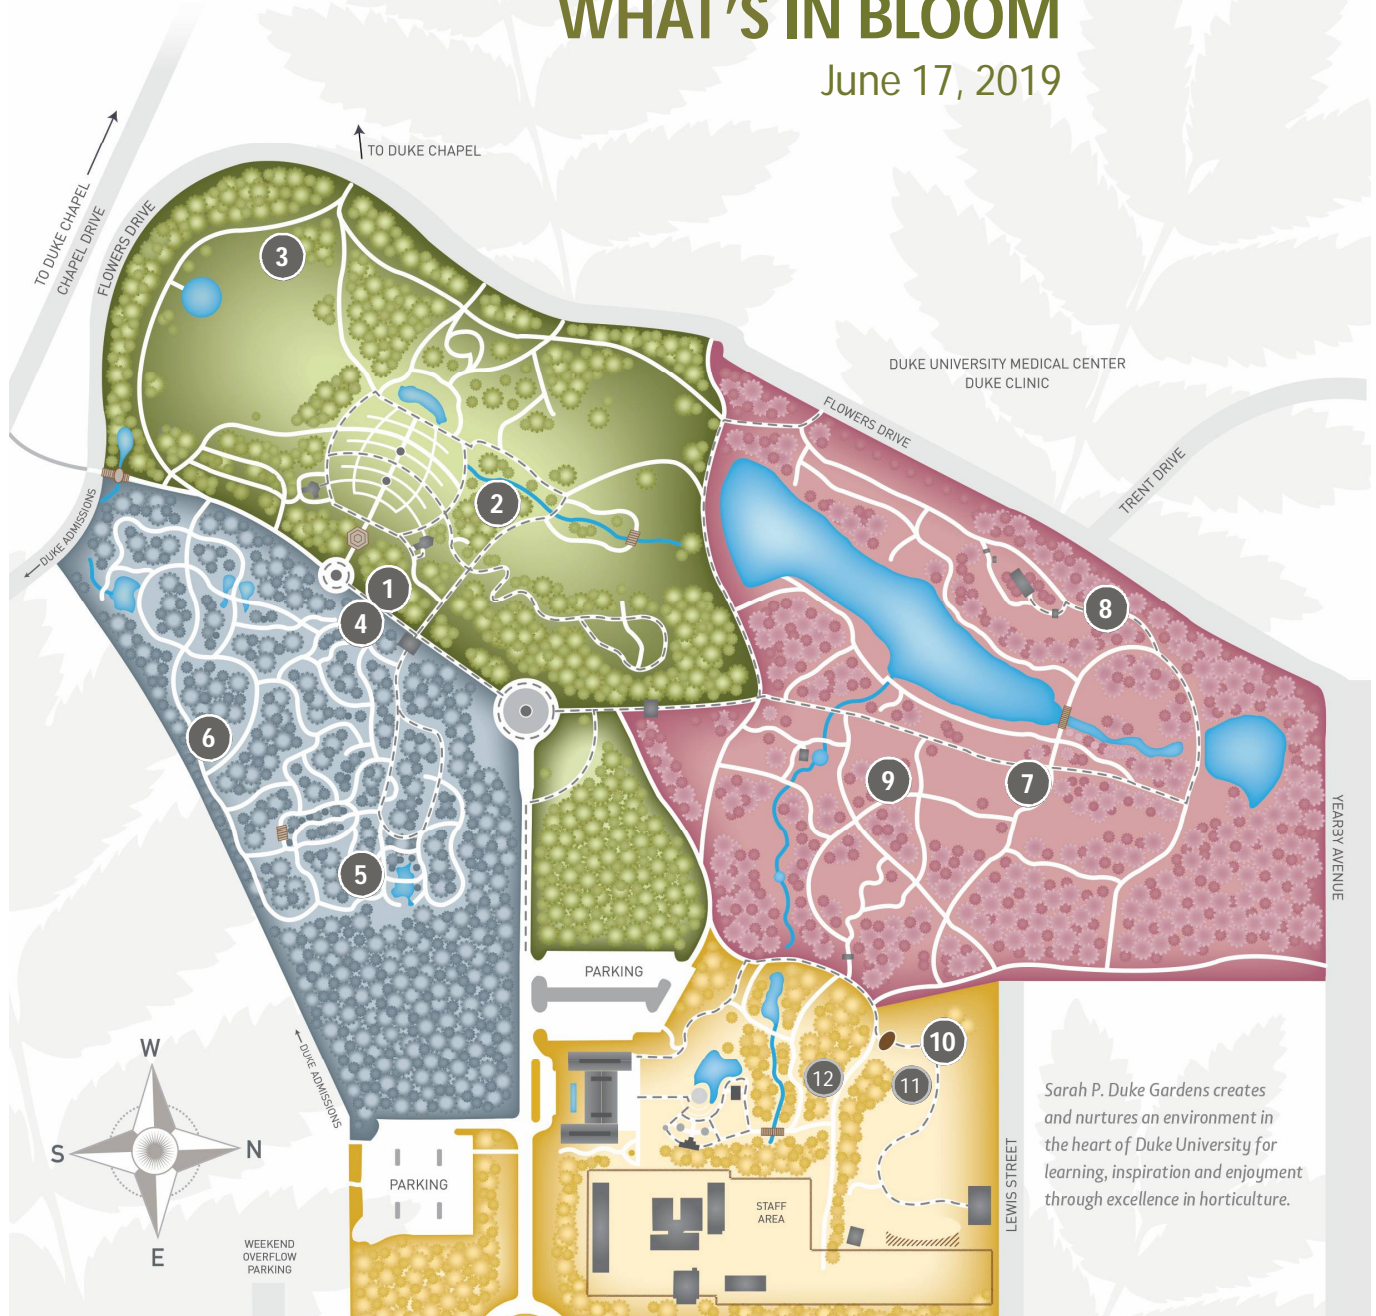 WHAT'S IN BLOOM
June 17, 2019
TO DUKE CHAPEL
TO DUKE CHAPEL
CHAPEL DRIVE
FLOWERS DRIVE
3
DUKE UNIVERSITY MEDICAL CENTER
DUKE CLINIC
FLOWERS DRIVE
TRENT DRIVE
DUKE ADMISSIONS
2
1
4
8
6
9
7
5
YEARBY AVENUE
PARKING
10
12
11
DUKE ADMISSIONS
W
S
N
E
PARKING
WEEKEND
OVERFLOW
PARKING
STAFF
AREA
LEWIS STREET
Sarah P. Duke Gardens creates
and nurtures an environment in
the heart of Duke University for
learning, inspiration and enjoyment
through excellence in horticulture.